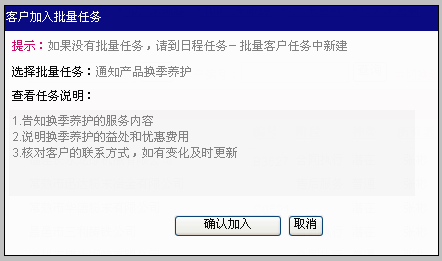 客户加入批量任务
提示：如果没有批量任务，请到日程任务－批量客户任务中新建
选择批量任务：通知产品换季养护
查看任务说明：
1.告知换季养护的服务内容
2.说明换季养护的益处和优惠费用
3.核对客户的联系方式，如有变化及时更新
确认加入 取消